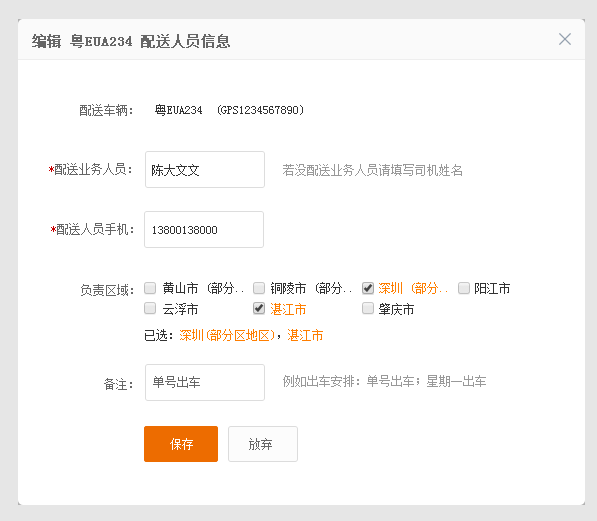 编辑 粤EUA234 配送人员信息
配送车辆： 粤EUA234 (GPS1234567890)
*配送业务人员： 陈大文文 若没配送业务人员请填写司机姓名
*配送人员手机： 13800138000
负责区域： 黄山市 (部分.. 铜陵市 (部分.. 深圳 (部分.. 阳江市
云浮市 湛江市 肇庆市
已选：深圳(部分区地区)，湛江市
备注： 单号出车 例如出车安排：单号出车；星期一出车
保存 放弃